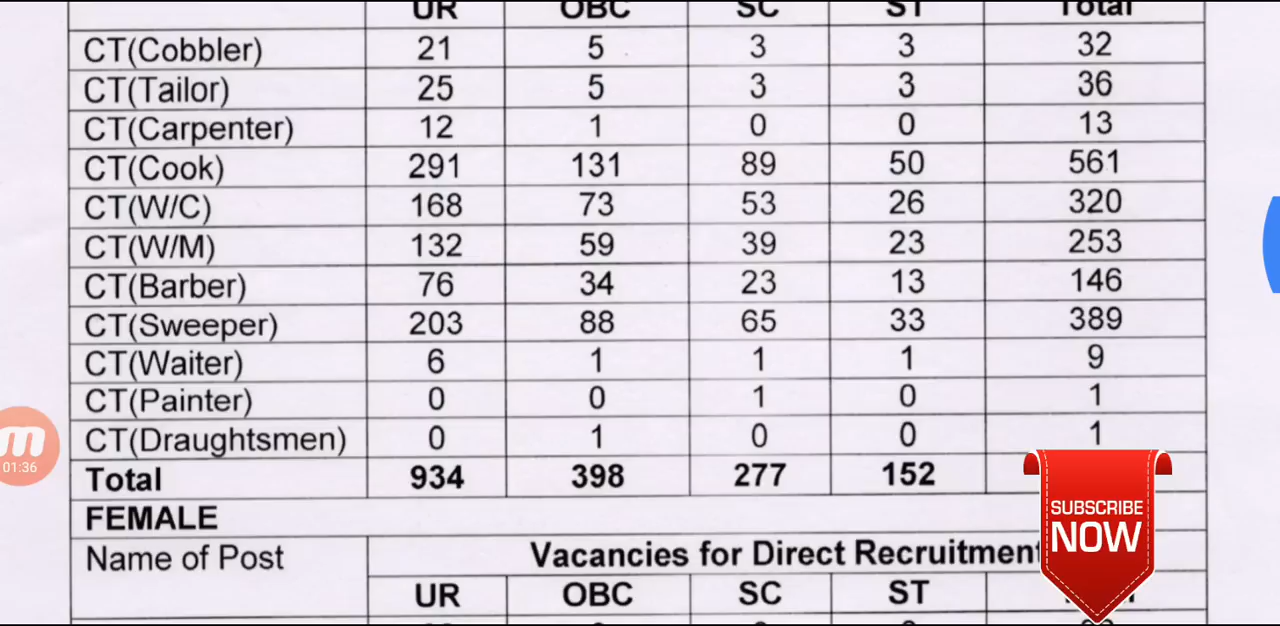 UR OBC SC ST Total
CT(Cobbler) 21 5 3 3 32
CT(Tailor) 25 5 3 3 36
CT(Carpenter) 12 1 0 0 13
CT(Cook) 291 131 89 50 561
CT(W/C) 168 73 53 26 320
CT(W/M) 132 59 39 23 253
CT(Barber) 76 34 23 13 146
CT(Sweeper) 203 88 65 33 389
CT(Waiter) 6 1 1 1 9
CT(Painter) 0 0 1 0 1
CT(Draughtsmen) 0 1 0 0 1
Total 934 398 277 152
FEMALE
Name of Post Vacancies for Direct Recruitment
UR OBC SC ST
01:36
SUBSCRIBE
NOW